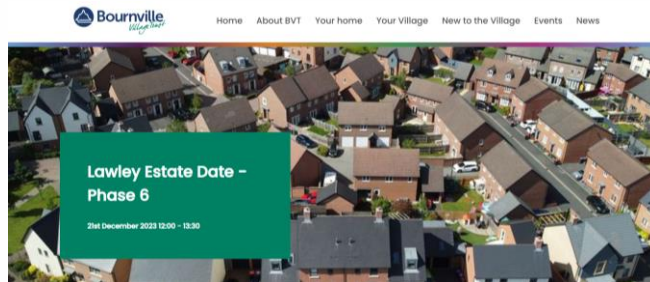 Bournville
Village Trust
Home About BVT Your home Your Village New to the Village Events News
Lawley Estate Date -
Phase 6
21st December 2023 12:00 - 13:30